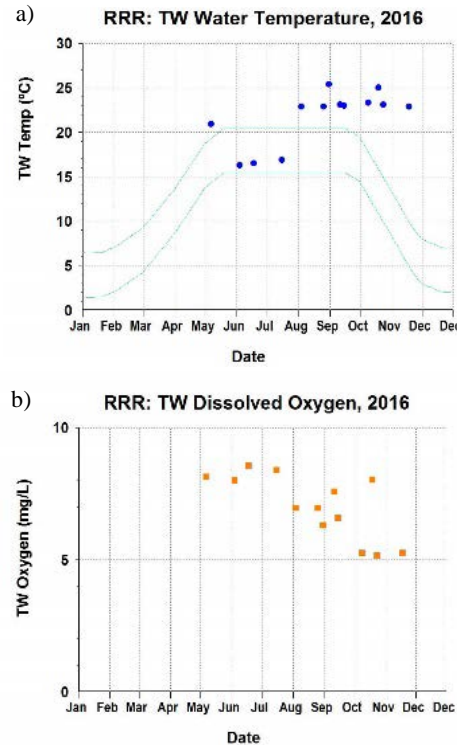 a)
RRR: TW Water Temperature, 2016
TW Temp (ºC)
30
25
20
15
10
5
0
Jan Feb Mar Apr May Jun Jul Aug Sep Oct Nov Dec Dec
Date
b)
RRR: TW Dissolved Oxygen, 2016
TW Oxygen (mg/L)
10
5
0
Jan Feb Mar Apr May Jun Jul Aug Sep Oct Nov Dec Dec
Date